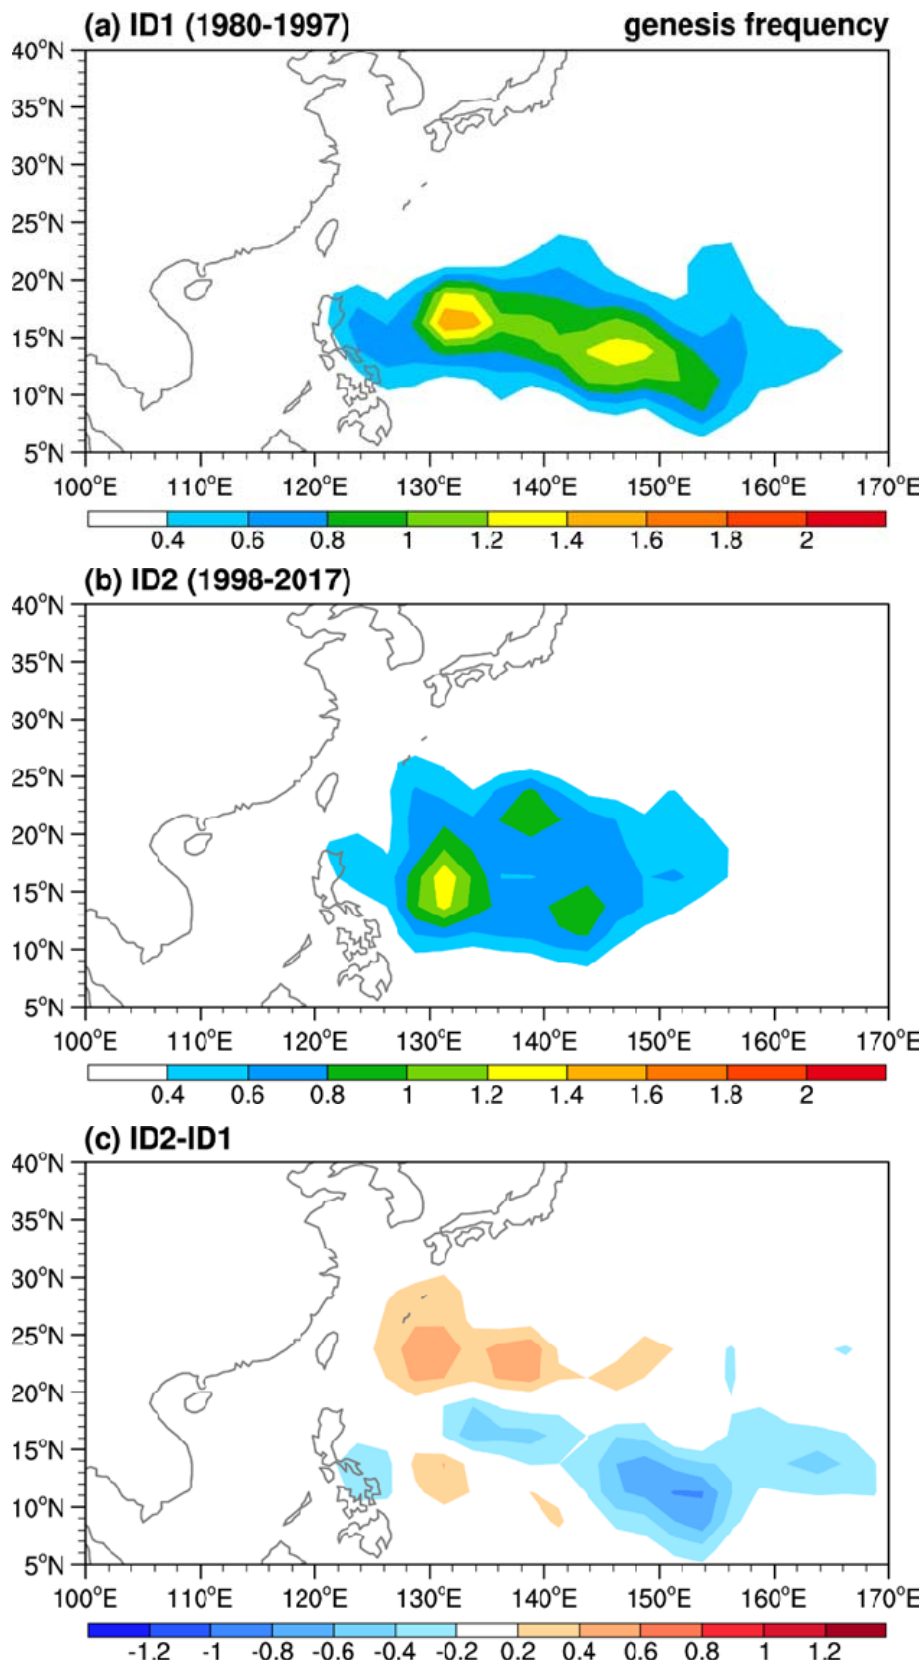 (a) ID1 (1980-1997) genesis frequency
40°N
35°N
30°N
25°N
20°N
15°N
10°N
5°N
100°E 110°E 120°E 130°E 140°E 150°E 160°E 170°E
0.4 0.6 0.8 1 1.2 1.4 1.6 1.8 2
(b) ID2 (1998-2017)
40°N
35°N
30°N
25°N
20°N
15°N
10°N
5°N
100°E 110°E 120°E 130°E 140°E 150°E 160°E 170°E
0.4 0.6 0.8 1 1.2 1.4 1.6 1.8 2
(c) ID2-ID1
40°N
35°N
30°N
25°N
20°N
15°N
10°N
5°N
100°E 110°E 120°E 130°E 140°E 150°E 160°E 170°E
-1.2 -1 -0.8 -0.6 -0.4 -0.2 0.2 0.4 0.6 0.8 1 1.2